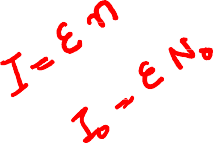 I = ε n
I₀ = ε N₀